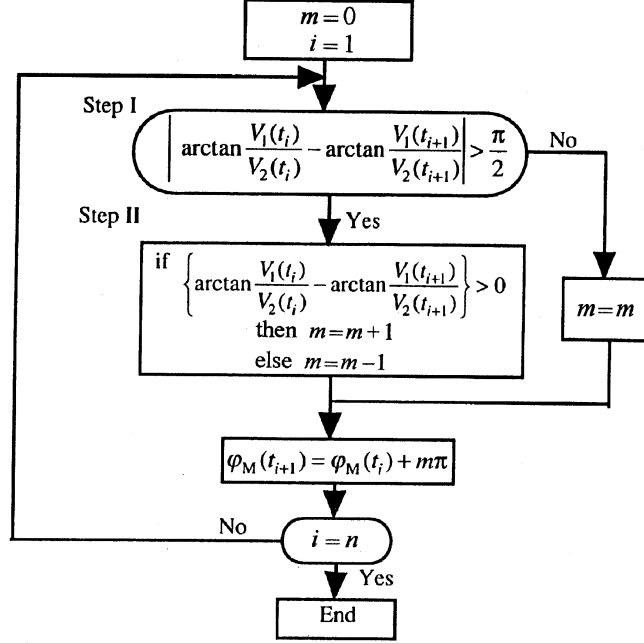 m=0
i=1
Step I
| arctan V₁(tᵢ)/V₂(tᵢ) − arctan V₁(tᵢ₊₁)/V₂(tᵢ₊₁) | > π/2
No
Step II
Yes
if {arctan V₁(tᵢ)/V₂(tᵢ) − arctan V₁(tᵢ₊₁)/V₂(tᵢ₊₁)} > 0
then m=m+1
else m=m−1
m=m
φ_M(tᵢ₊₁)=φ_M(tᵢ)+mπ
No
i=n
Yes
End